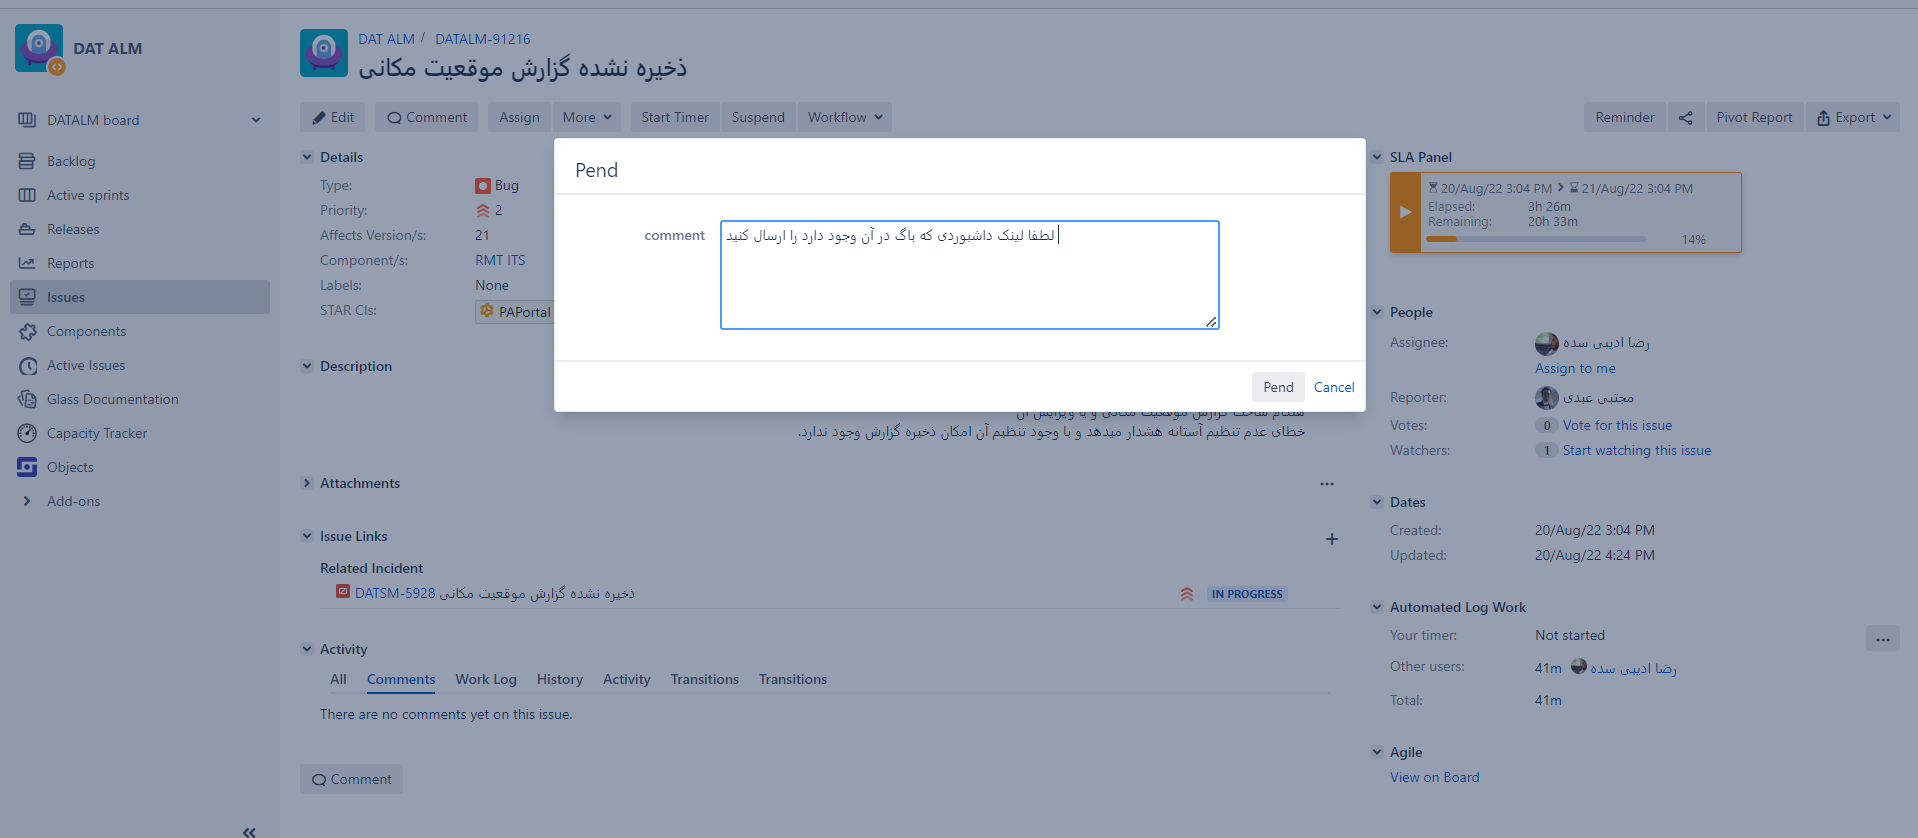 DAT ALM
DATALM board
Backlog
Active sprints
Releases
Reports
Issues
Components
Active Issues
Glass Documentation
Capacity Tracker
Objects
Add-ons
DAT ALM / DATALM-91216
ذخیره نشده گزارش موقعیت مکانی
Edit Comment Assign More Start Timer Suspend Workflow Reminder Pivot Report Export
Details
Type: Bug
Priority: 2
Affects Version/s: 21
Component/s: RMT ITS
Labels: None
STAR CIs: PAPortal
Pend
comment
لطفا لینک داشبوردی که باگ در آن وجود دارد را ارسال کنید
Pend Cancel
Description
هنگام ساخت گزارش موقعیت مکانی و یا ویرایش آن
خطای عدم تنظیم آستانه هشدار میدهد و با وجود تنظیم آن امکان ذخیره گزارش وجود ندارد.
Attachments
Issue Links
Related Incident
DATSM-5928 ذخیره نشده گزارش موقعیت مکانی IN PROGRESS
Activity
All Comments Work Log History Activity Transitions Transitions
There are no comments yet on this issue.
Comment
SLA Panel
20/Aug/22 3:04 PM > 21/Aug/22 3:04 PM
Elapsed: 3h 26m
Remaining: 20h 33m
14%
People
Assignee: رضا ادیبی سده
Assign to me
Reporter: مجتبی عبدی
Votes: 0 Vote for this issue
Watchers: 1 Start watching this issue
Dates
Created: 20/Aug/22 3:04 PM
Updated: 20/Aug/22 4:24 PM
Automated Log Work
Your timer: Not started
Other users: 41m رضا ادیبی سده
Total: 41m
Agile
View on Board